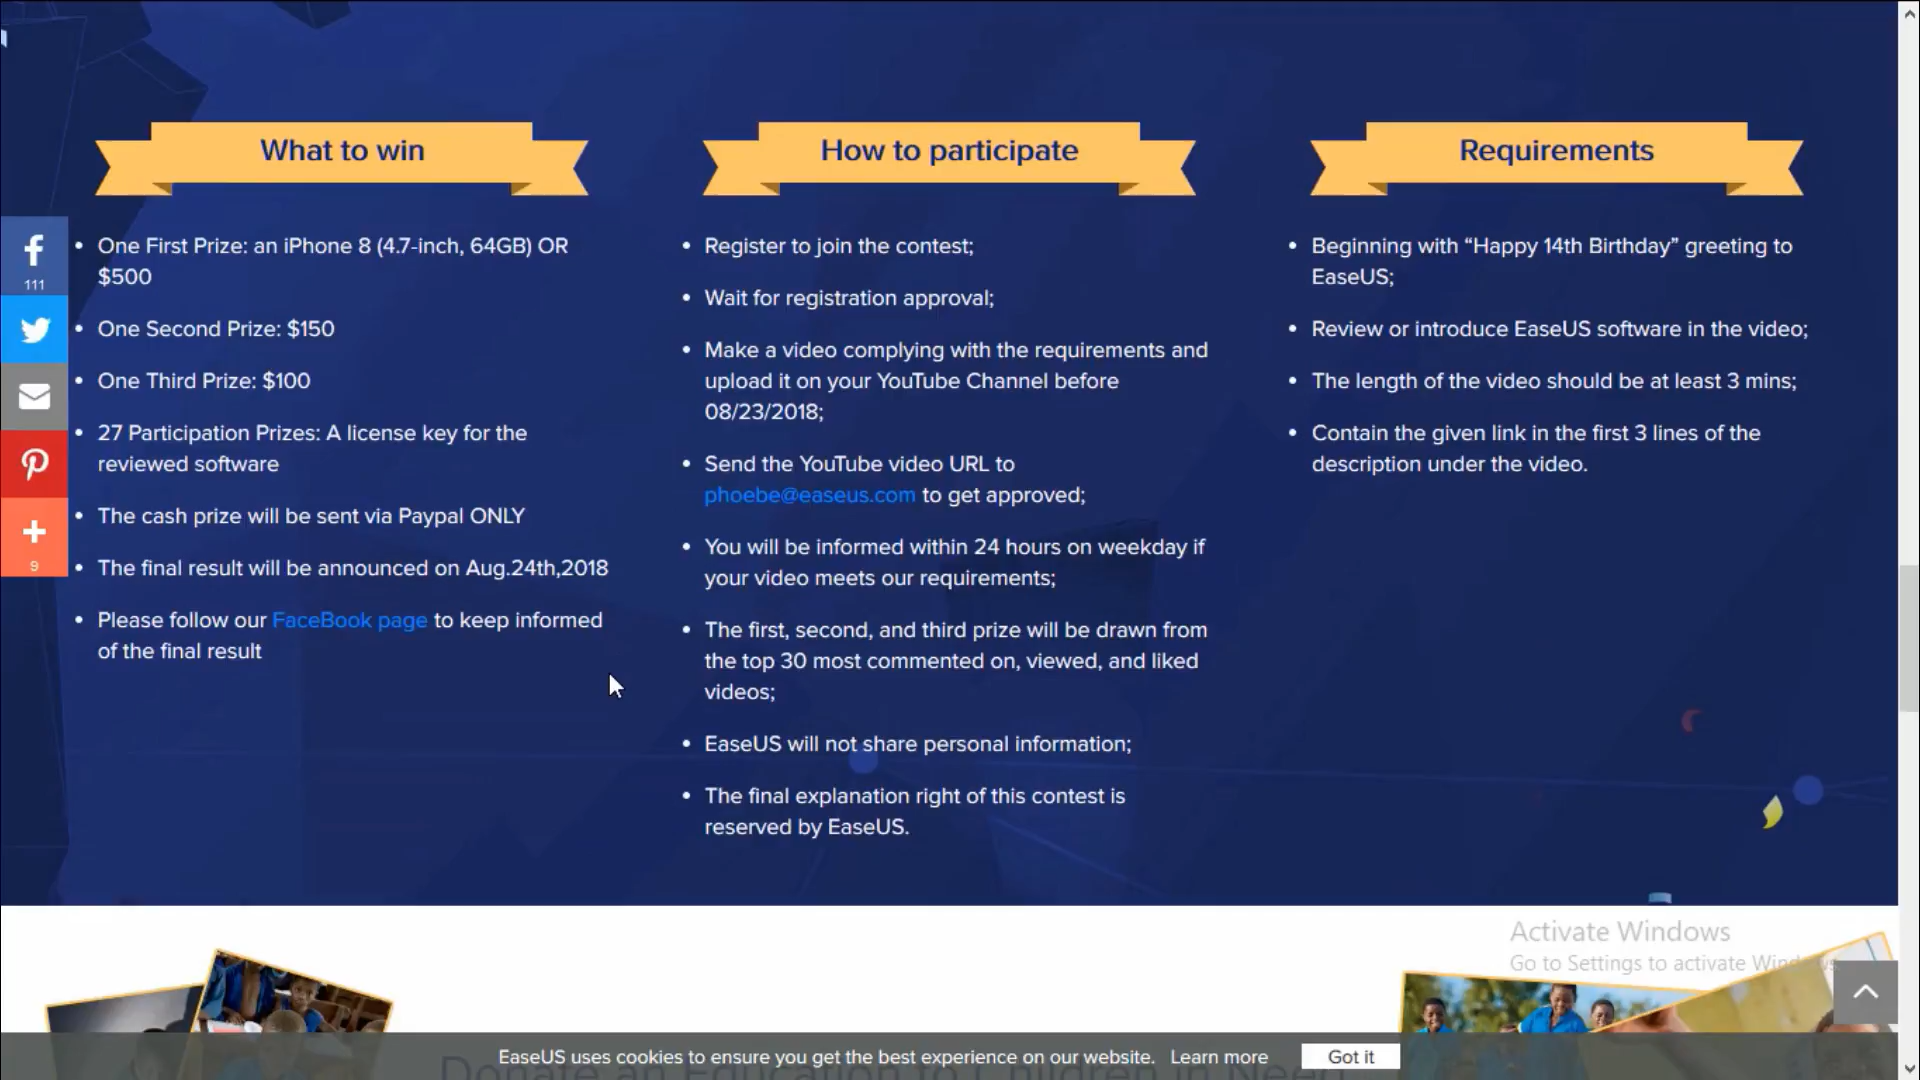 What to win
One First Prize: an iPhone 8 (4.7-inch, 64GB) OR
$500
One Second Prize: $150
One Third Prize: $100
27 Participation Prizes: A license key for the
reviewed software
The cash prize will be sent via Paypal ONLY
The final result will be announced on Aug.24th,2018
Please follow our FaceBook page to keep informed
of the final result
How to participate
Register to join the contest;
Wait for registration approval;
Make a video complying with the requirements and
upload it on your YouTube Channel before
08/23/2018;
Send the YouTube video URL to
phoebe@easeus.com to get approved;
You will be informed within 24 hours on weekday if
your video meets our requirements;
The first, second, and third prize will be drawn from
the top 30 most commented on, viewed, and liked
videos;
EaseUS will not share personal information;
The final explanation right of this contest is
reserved by EaseUS.
Requirements
Beginning with “Happy 14th Birthday” greeting to
EaseUS;
Review or introduce EaseUS software in the video;
The length of the video should be at least 3 mins;
Contain the given link in the first 3 lines of the
description under the video.
111
9
Activate Windows
Go to Settings to activate Windows.
Donate an Education to Children in Need
EaseUS uses cookies to ensure you get the best experience on our website. Learn more Got it